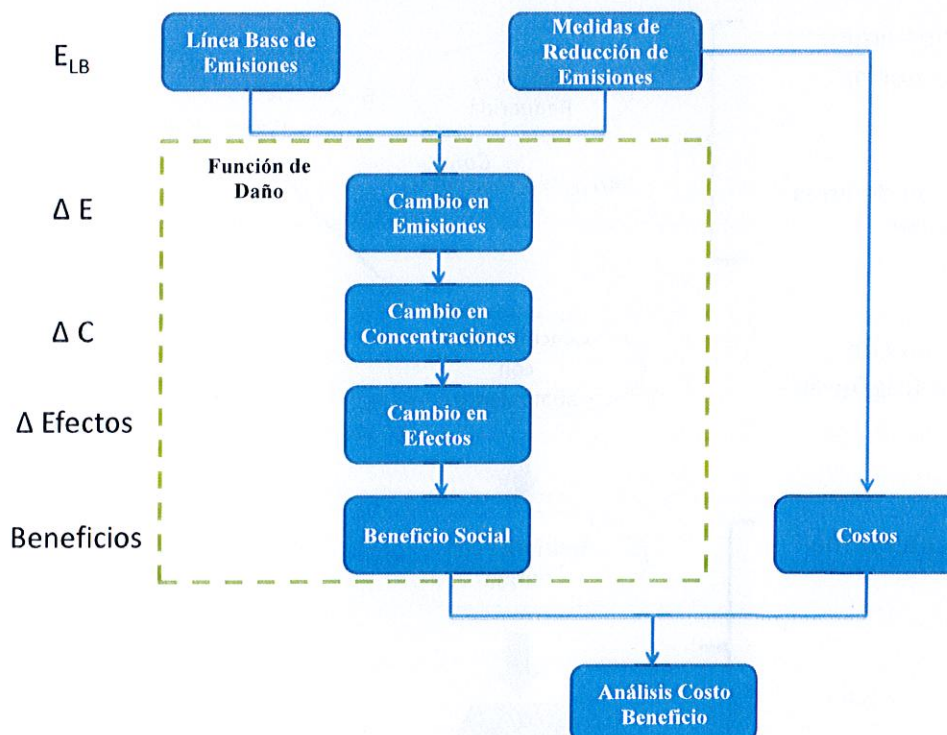 E_LB
Línea Base de
Emisiones
Medidas de
Reducción de
Emisiones
Función de
Daño
Δ E
Cambio en
Emisiones
Δ C
Cambio en
Concentraciones
Δ Efectos
Cambio en
Efectos
Beneficios
Beneficio Social
Costos
Análisis Costo
Beneficio